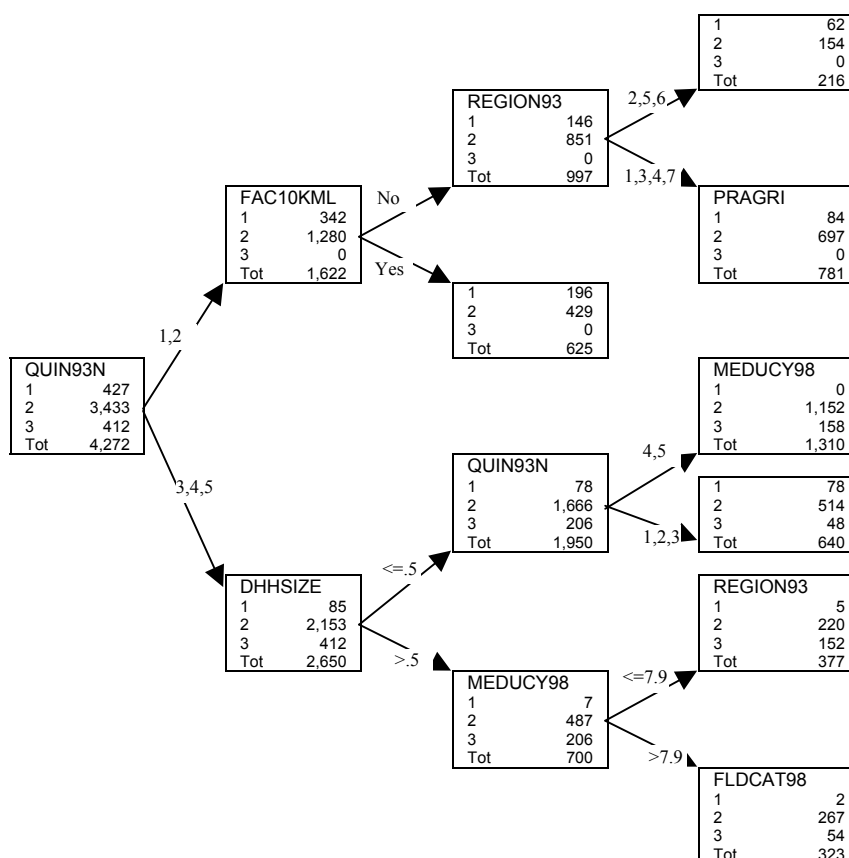 QUIN93N
1 427
2 3,433
3 412
Tot 4,272
1,2
3,4,5
FAC10KML
1 342
2 1,280
3 0
Tot 1,622
No
Yes
DHHSIZE
1 85
2 2,153
3 412
Tot 2,650
<=.5
>.5
REGION93
1 146
2 851
3 0
Tot 997
2,5,6
1,3,4,7
1 196
2 429
3 0
Tot 625
QUIN93N
1 78
2 1,666
3 206
Tot 1,950
4,5
1,2,3
MEDUCY98
1 7
2 487
3 206
Tot 700
<=7.9
>7.9
1 62
2 154
3 0
Tot 216
PRAGRI
1 84
2 697
3 0
Tot 781
MEDUCY98
1 0
2 1,152
3 158
Tot 1,310
1 78
2 514
3 48
Tot 640
REGION93
1 5
2 220
3 152
Tot 377
FLDCAT98
1 2
2 267
3 54
Tot 323